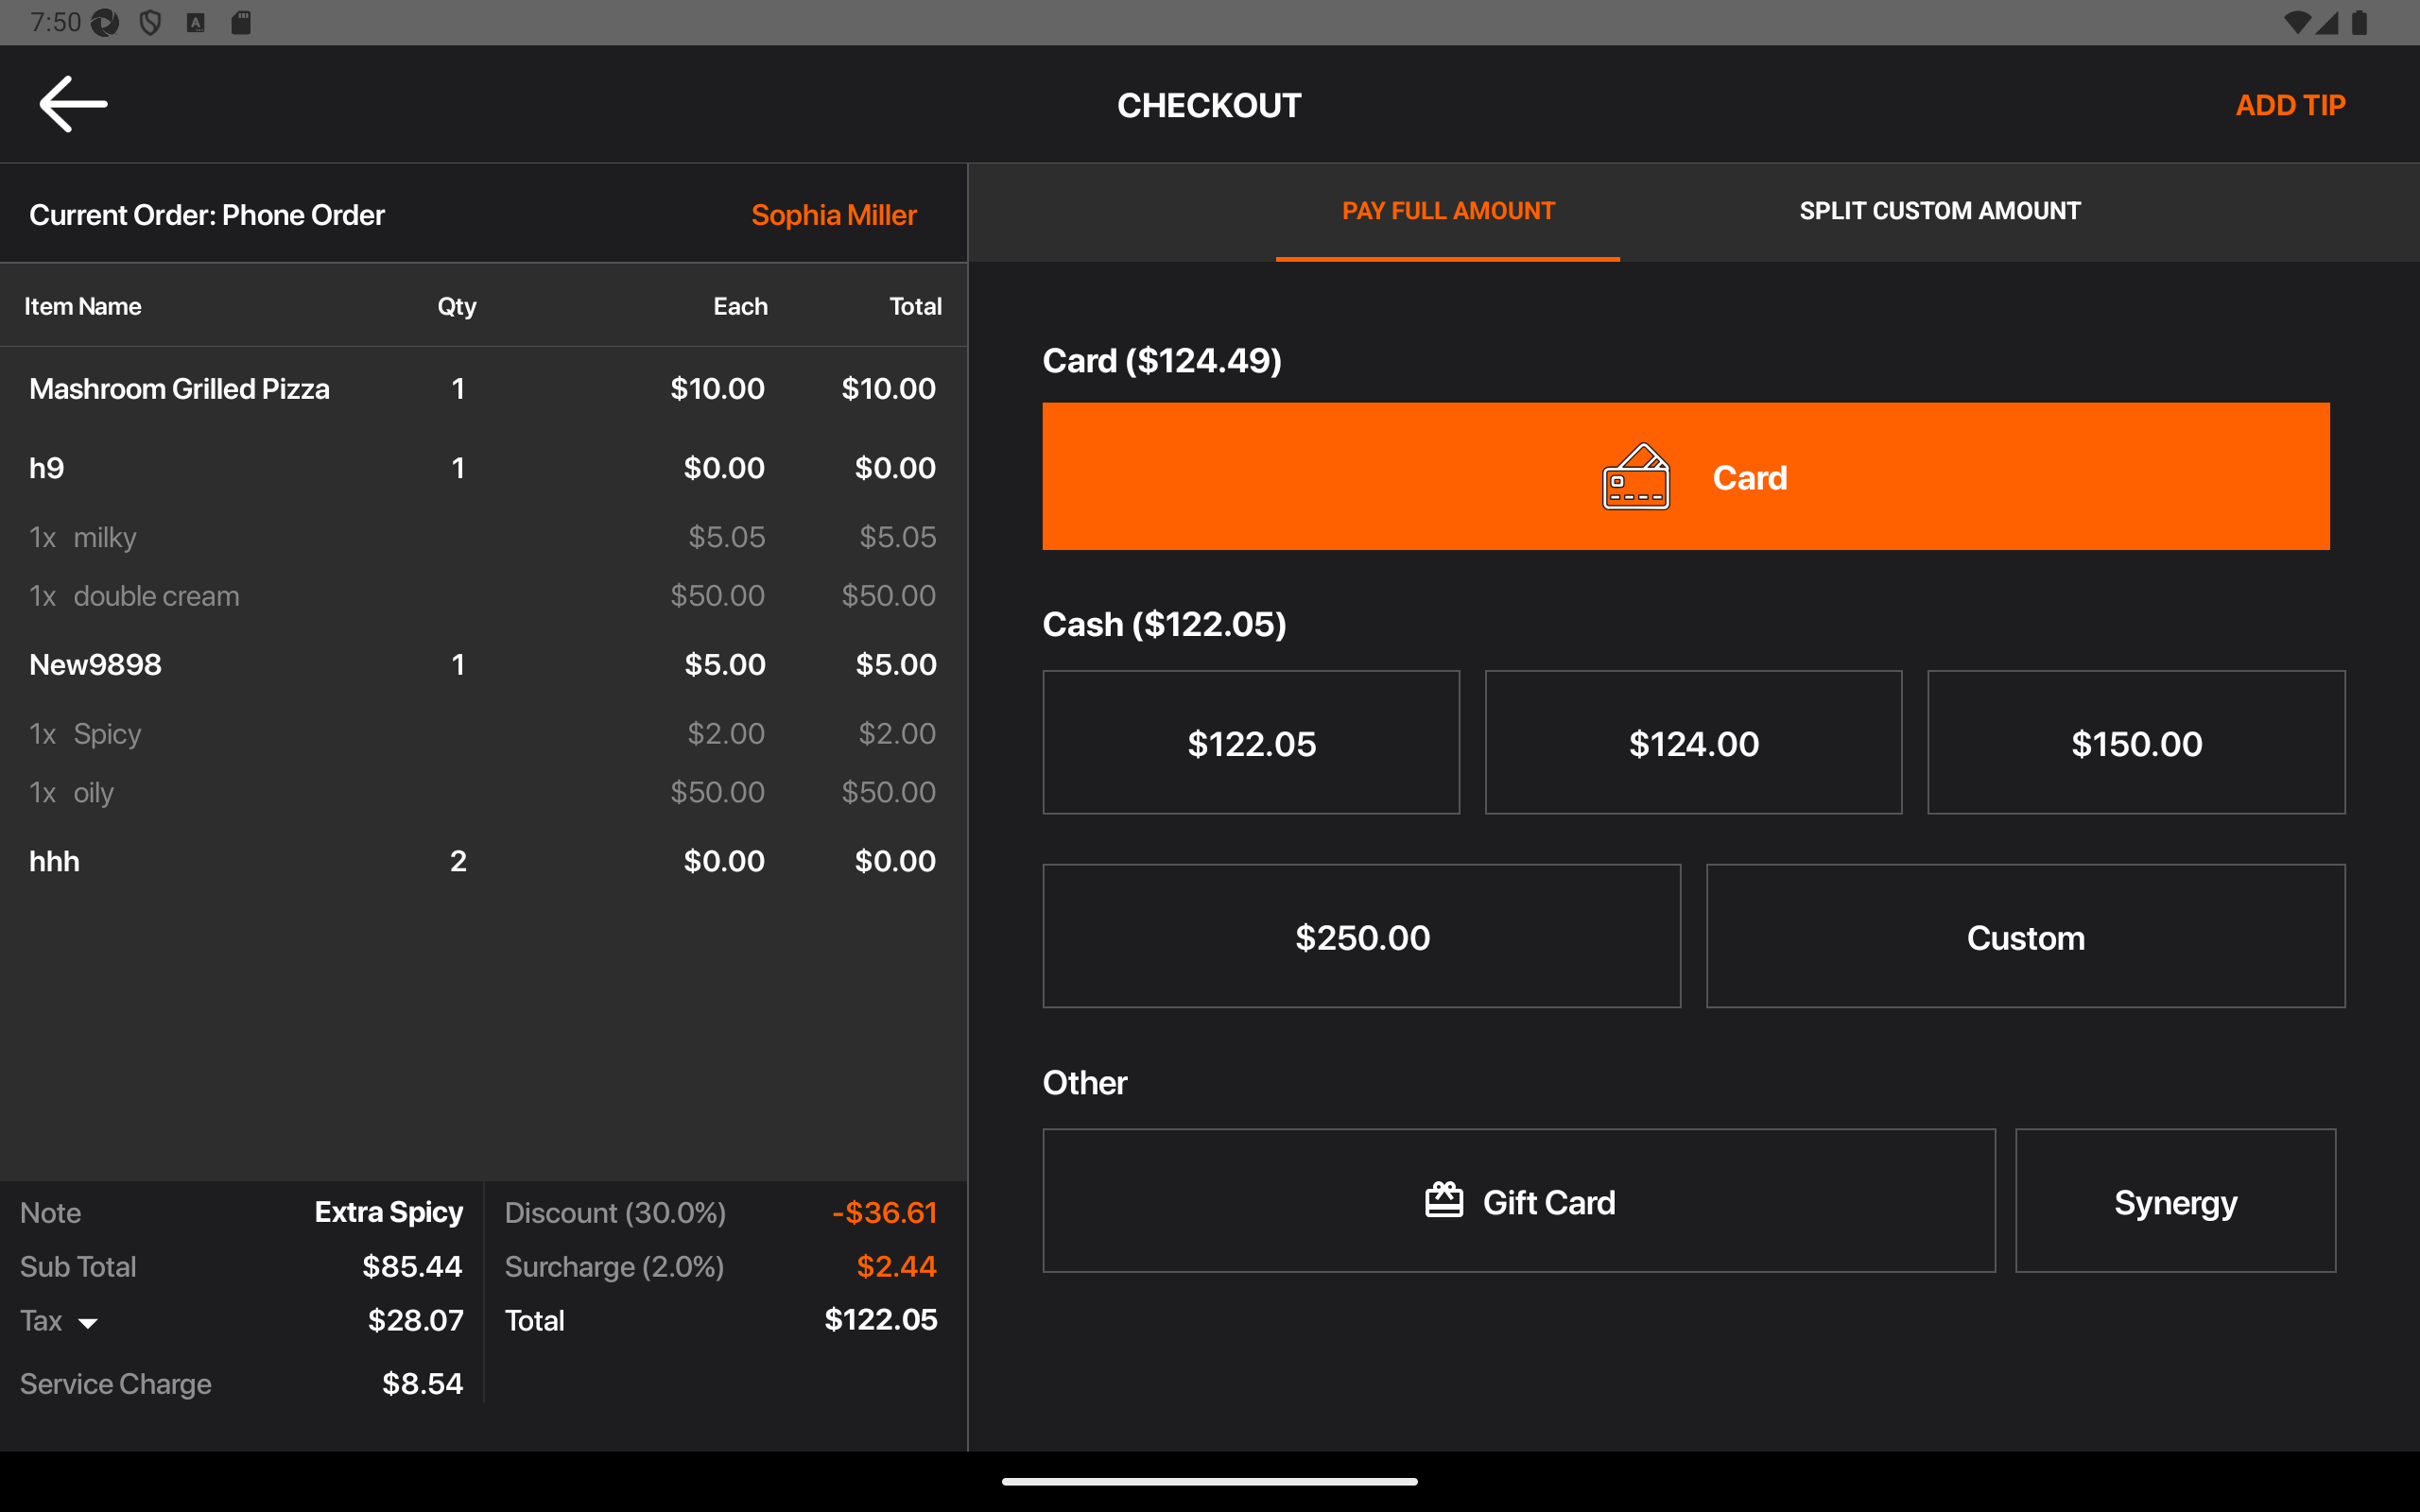 7:50
CHECKOUT
ADD TIP
Current Order: Phone Order
Sophia Miller
PAY FULL AMOUNT
SPLIT CUSTOM AMOUNT
Item Name Qty Each Total
Mashroom Grilled Pizza 1 $10.00 $10.00
h9 1 $0.00 $0.00
1x milky $5.05 $5.05
1x double cream $50.00 $50.00
New9898 1 $5.00 $5.00
1x Spicy $2.00 $2.00
1x oily $50.00 $50.00
hhh 2 $0.00 $0.00
Note Extra Spicy
Sub Total $85.44
Tax $28.07
Service Charge $8.54
Discount (30.0%) -$36.61
Surcharge (2.0%) $2.44
Total $122.05
Card ($124.49)
Card
Cash ($122.05)
$122.05
$124.00
$150.00
$250.00
Custom
Other
Gift Card
Synergy